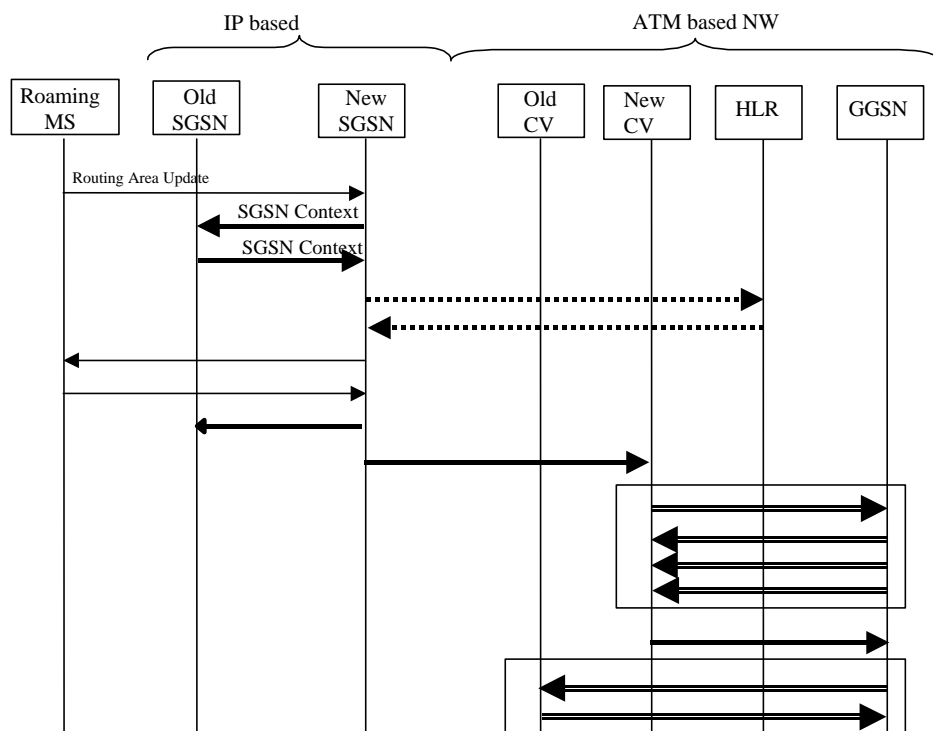 IP based
ATM based NW
Roaming
MS
Old
SGSN
New
SGSN
Old
CV
New
CV
HLR
GGSN
Routing Area Update
SGSN Context
SGSN Context